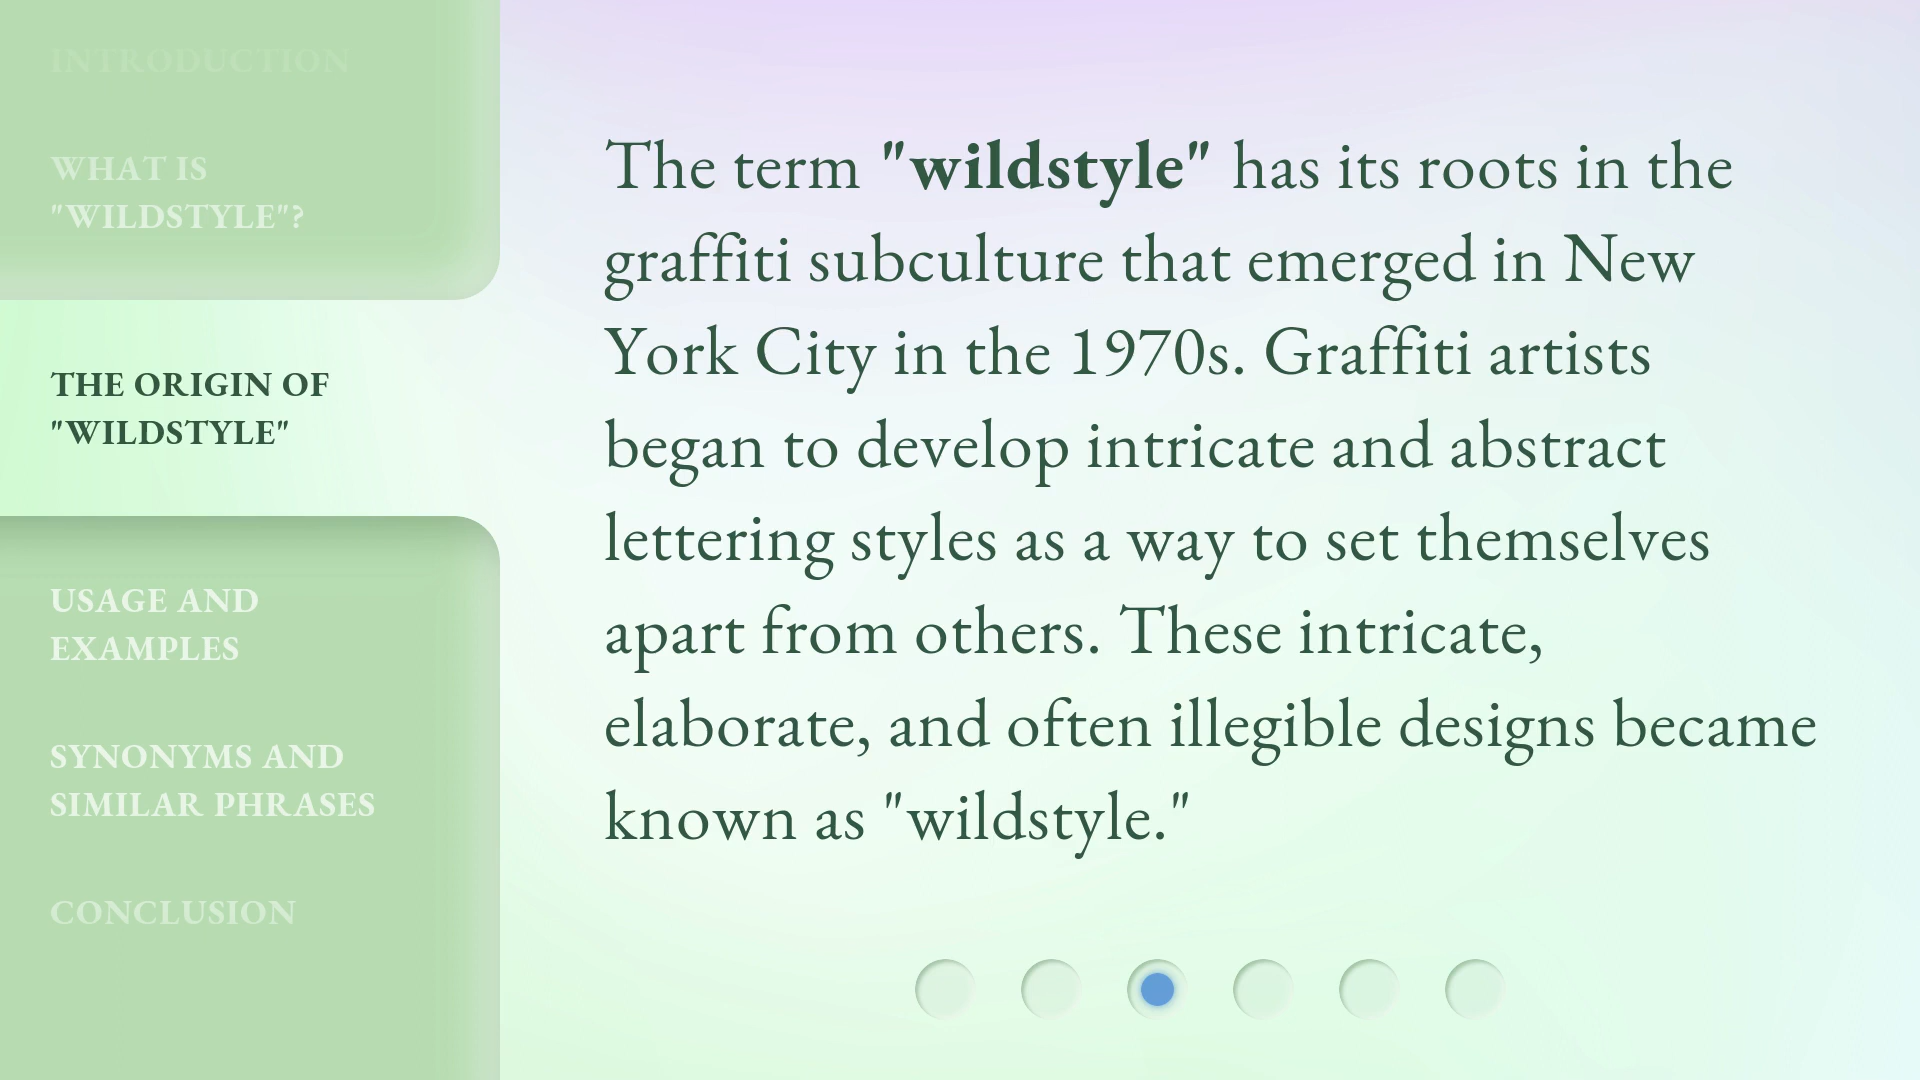 INTRODUCTION
WHAT IS
"WILDSTYLE"?
THE ORIGIN OF
"WILDSTYLE"
USAGE AND
EXAMPLES
SYNONYMS AND
SIMILAR PHRASES
CONCLUSION
The term "wildstyle" has its roots in the
graffiti subculture that emerged in New
York City in the 1970s. Graffiti artists
began to develop intricate and abstract
lettering styles as a way to set themselves
apart from others. These intricate,
elaborate, and often illegible designs became
known as "wildstyle."